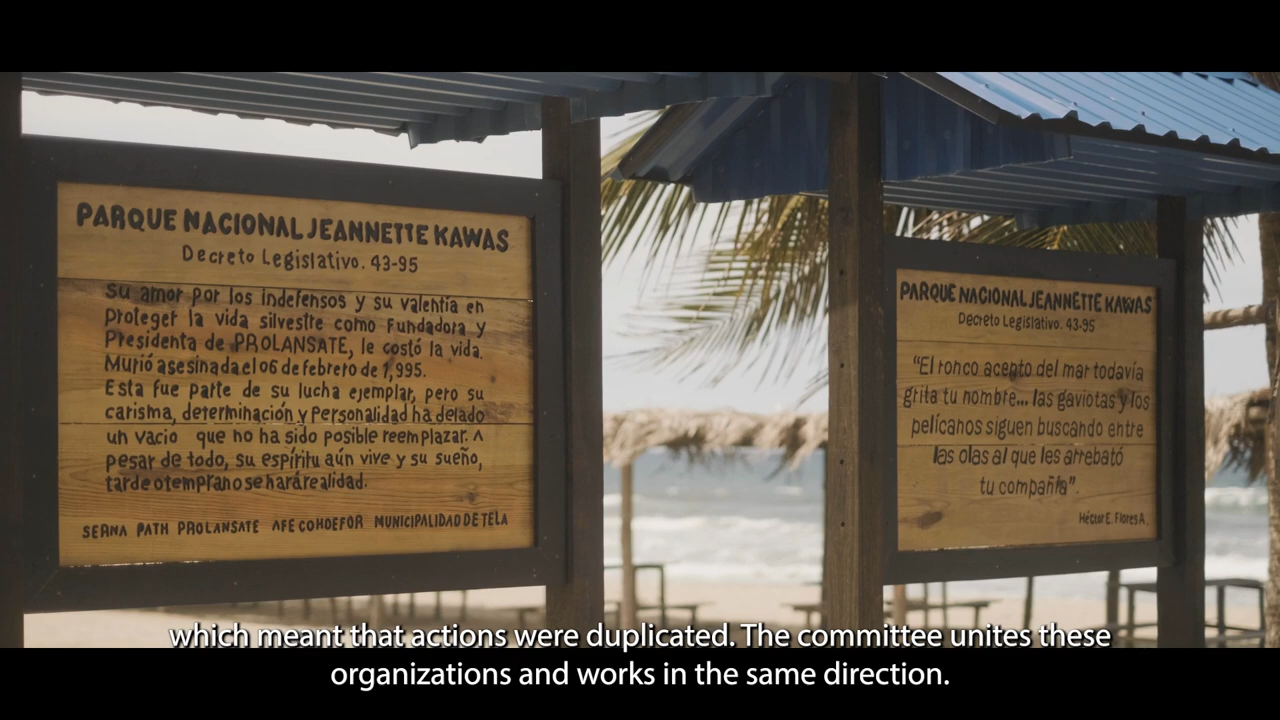 PARQUE NACIONAL JEANNETTE KAWAS
Decreto Legislativo. 43-95
Su amor por los indefensos y su valentía en
Proteger la vida silvestre como Fundadora y
Presidenta de PROLANSATE, le costó la vida.
Murió asesinada el 06 de febrero de 1,995.
Esta fue parte de su lucha ejemplar, pero su
carisma, determinación y Personalidad ha dejado
un vacio que no ha sido posible reemplazar. A
pesar de todo, su espíritu aún vive y su sueño,
tarde o temprano se hará realidad.
SERNA PATH PROLANSATE AFE COHDEFOR MUNICIPALIDAD DE TELA
PARQUE NACIONAL JEANNETTE KAWAS
Decreto Legislativo. 43-95
“El ronco acento del mar todavía
grita tu nombre... las gaviotas y los
pelícanos siguen buscando entre
las olas al que les arrebató
tu compañía”.
Héctor E. Flores A.
which meant that actions were duplicated. The committee unites these
organizations and works in the same direction.